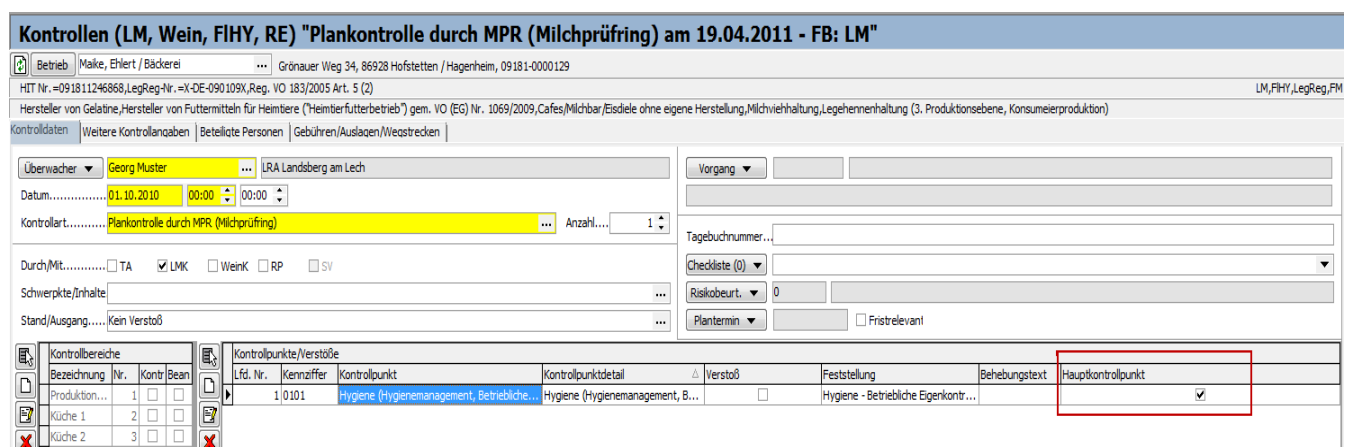 Kontrollen (LM, Wein, FlHY, RE) "Plankontrolle durch MPR (Milchprüfring) am 19.04.2011 - FB: LM"
Betrieb Maike, Ehlert / Bäckerei ... Grönauer Weg 34, 86928 Hofstetten / Hagenheim, 09181-0000129
HIT Nr.=091811246868,LegReg-Nr.=X-DE-090109X,Reg. VO 183/2005 Art. 5 (2) LM,FlHY,LegReg,FM
Hersteller von Gelatine,Hersteller von Futtermitteln für Heimtiere ("Heimtierfutterbetrieb") gem. VO (EG) Nr. 1069/2009,Cafes/Milchbar/Eisdiele ohne eigene Herstellung,Milchviehhaltung,Legehennenhaltung (3. Produktionsebene, Konsumeierproduktion)
Kontrolldaten Weitere Kontrollangaben Beteiligte Personen Gebühren/Auslagen/Wegstrecken
Überwacher Georg Muster ... LRA Landsberg am Lech
Datum................ 01.10.2010 00:00 00:00
Kontrollart.......... Plankontrolle durch MPR (Milchprüfring) ... Anzahl.... 1
Durch/Mit............ TA LMK WeinK RP SV
Schwerpkte/Inhalte ...
Stand/Ausgang..... Kein Verstoß ...
Vorgang
Tagebuchnummer...
Checkliste (0)
Risikobeurt. 0
Plantermin Fristrelevant
Kontrollbereiche
Bezeichnung Nr. Kontr Bean
Produktion... 1
Küche 1 2
Küche 2 3
Kontrollpunkte/Verstöße
Lfd. Nr. Kennziffer Kontrollpunkt Kontrollpunktdetail Verstoß Feststellung Behebungstext Hauptkontrollpunkt
1 0101 Hygiene (Hygienemanagement, Betriebliche... Hygiene (Hygienemanagement, B... Hygiene - Betriebliche Eigenkontr...